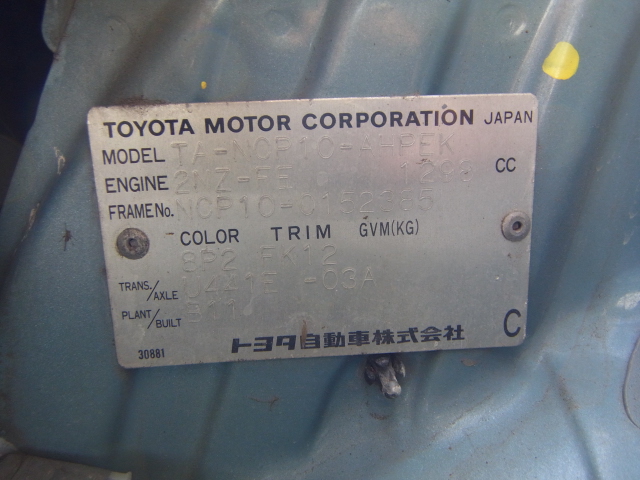 TOYOTA MOTOR CORPORATION JAPAN
MODEL TA-NCP10-AHPEK
ENGINE 2NZ-FE 1298 CC
FRAME No. NCP10-0152365
COLOR TRIM GVM(KG)
8P2 FK12
TRANS./AXLE U441E -03A
PLANT/BUILT
トヨタ自動車株式会社 C
30881